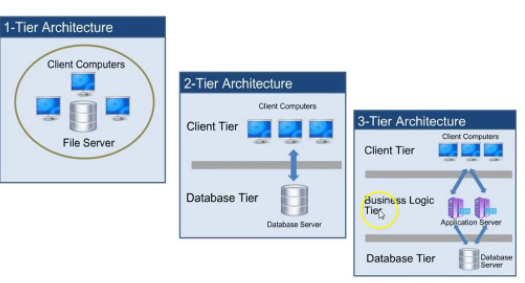 1-Tier Architecture
Client Computers
File Server
2-Tier Architecture
Client Computers
Client Tier
Database Tier
Database Server
3-Tier Architecture
Client Computers
Client Tier
Business Logic
Tier
Application Server
Database Tier
Database
Server